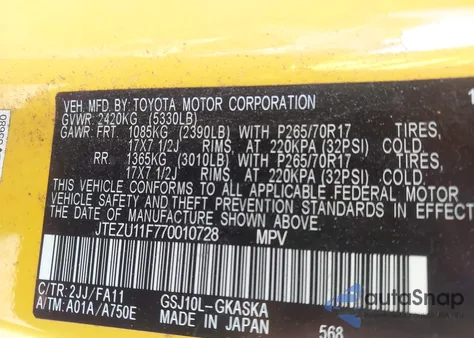 VEH. MFD. BY: TOYOTA MOTOR CORPORATION
GVWR: 2420KG (5330LB)
GAWR: FRT. 1085KG (2390LB) WITH P265/70R17 TIRES,
17X7 1/2J RIMS, AT 220KPA (32PSI) COLD.
RR. 1365KG (3010LB) WITH P265/70R17 TIRES,
17X7 1/2J RIMS, AT 220KPA (32PSI) COLD.
THIS VEHICLE CONFORMS TO ALL APPLICABLE FEDERAL MOTOR
VEHICLE SAFETY AND THEFT PREVENTION STANDARDS IN EFFECT
ON THE DATE OF MANUFACTURE SHOWN ABOVE.
JTEZU11F770010728 MPV
C/TR: 2JJ/FA11 GSJ10L-GKASKA
A/TM: A01A/A750E MADE IN JAPAN 568
AutoSnap